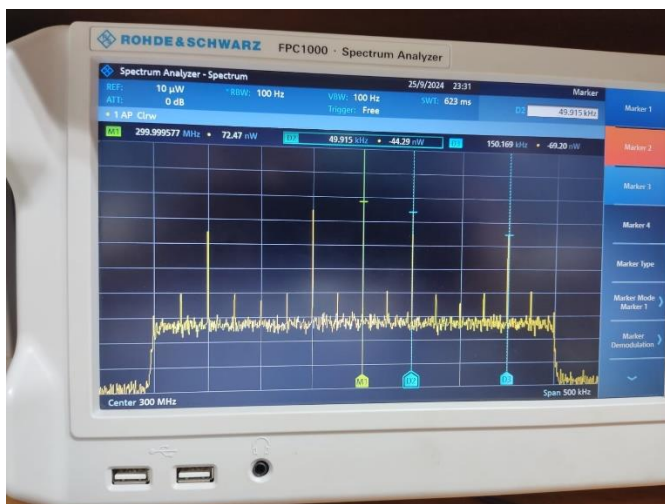 ROHDE&SCHWARZ FPC1000 · Spectrum Analyzer
Spectrum Analyzer - Spectrum 25/9/2024 23:31 Marker
REF: 10 µW *RBW: 100 Hz VBW: 100 Hz SWT: 623 ms
ATT: 0 dB Trigger: Free D2 49.915 kHz
• 1 AP Clrw
M1 299.999577 MHz • 72.47 nW D2 49.915 kHz • -44.29 nW D3 150.169 kHz • -69.20 nW
M1 D2 D3
Center 300 MHz Span 500 kHz
Marker 1
Marker 2
Marker 3
Marker 4
Marker Type
Marker Mode
Marker 1
Marker
Demodulation